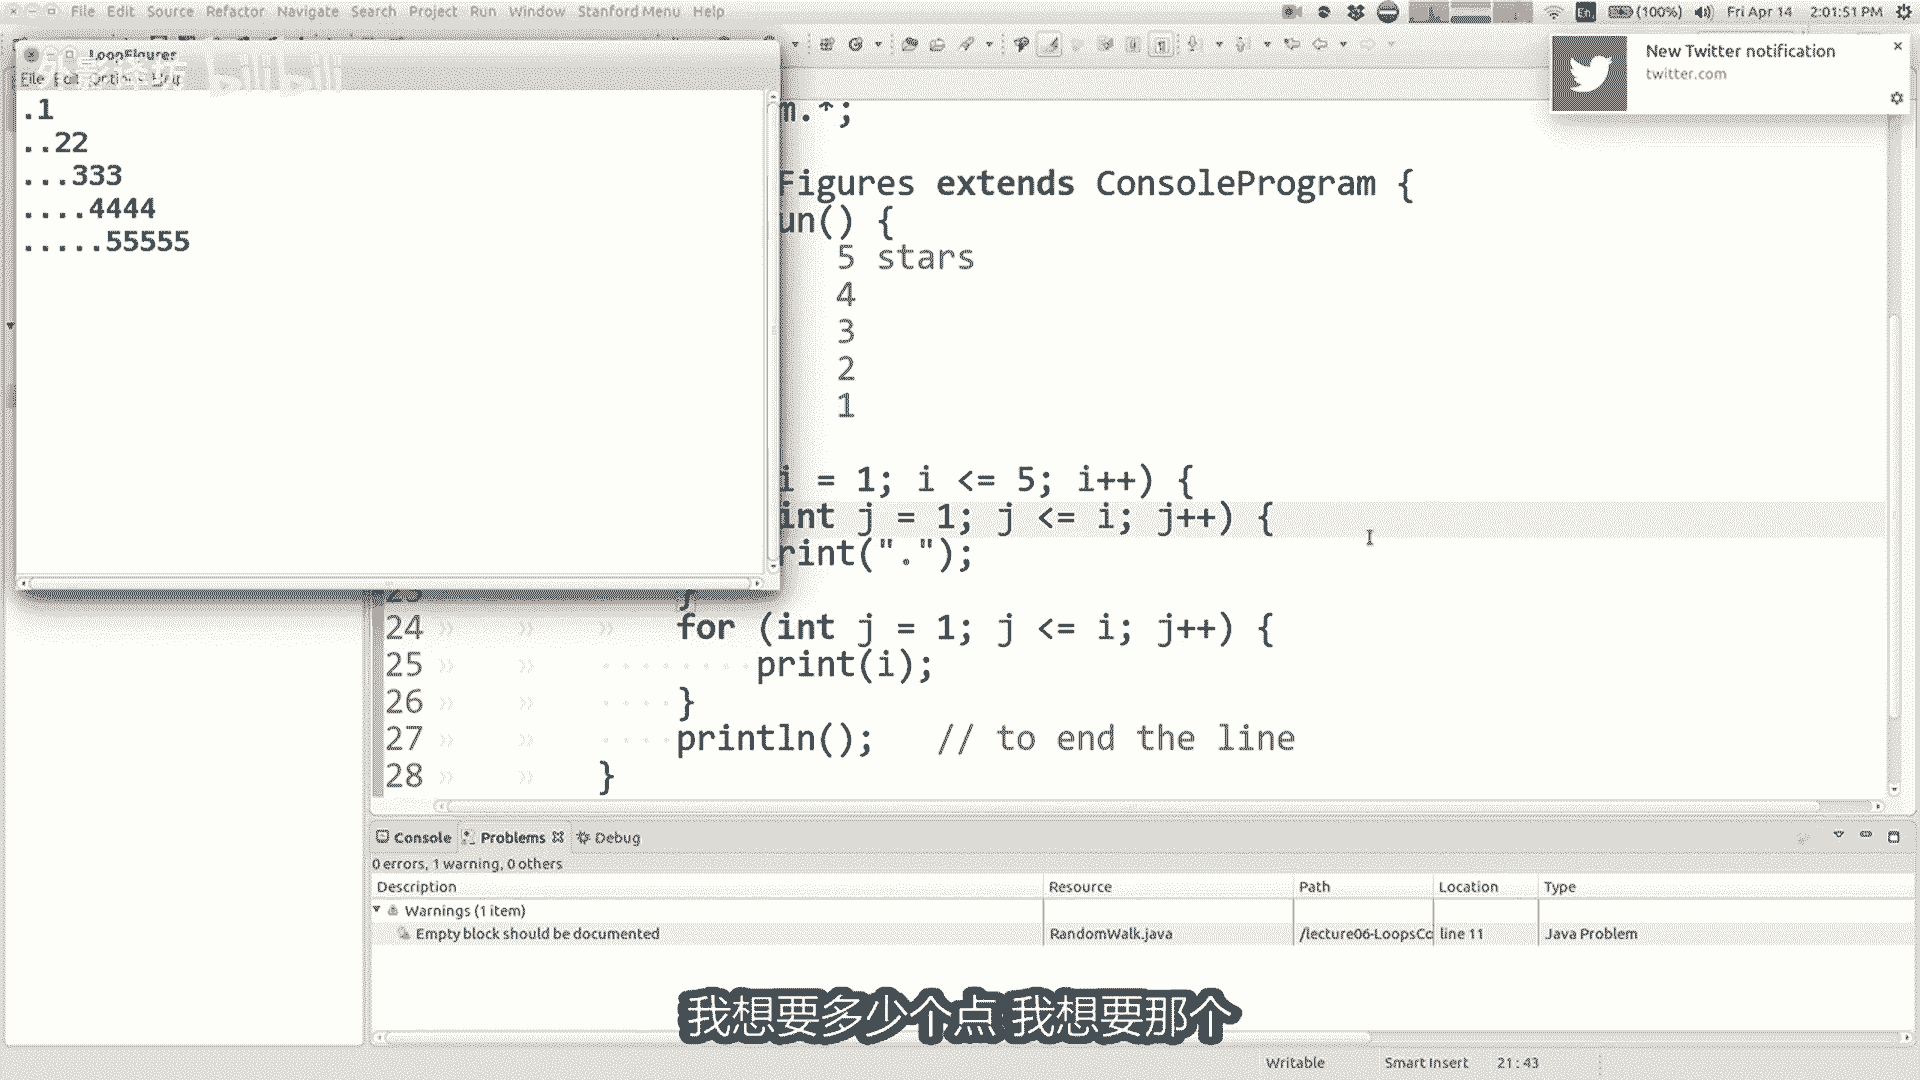 File Edit Source Refactor Navigate Search Project Run Window Stanford Menu Help
En (100%) Fri Apr 14 2:01:51 PM
New Twitter notification
twitter.com
LoopFigures
File Edit Options Help
bilibili
.1
..22
...333
....4444
.....55555
m.*;
Figures extends ConsoleProgram {
un() {
5 stars
4
3
2
1
i = 1; i <= 5; i++) {
int j = 1; j <= i; j++) {
rint(".");
23 }
24 for (int j = 1; j <= i; j++) {
25 print(i);
26 }
27 println(); // to end the line
28 }
Console Problems Debug
0 errors, 1 warning, 0 others
Description Resource Path Location Type
Warnings (1 item)
Empty block should be documented RandomWalk.java /lecture06-LoopsCo line 11 Java Problem
我想要多少个点 我想要那个
Writable Smart Insert 21 : 43